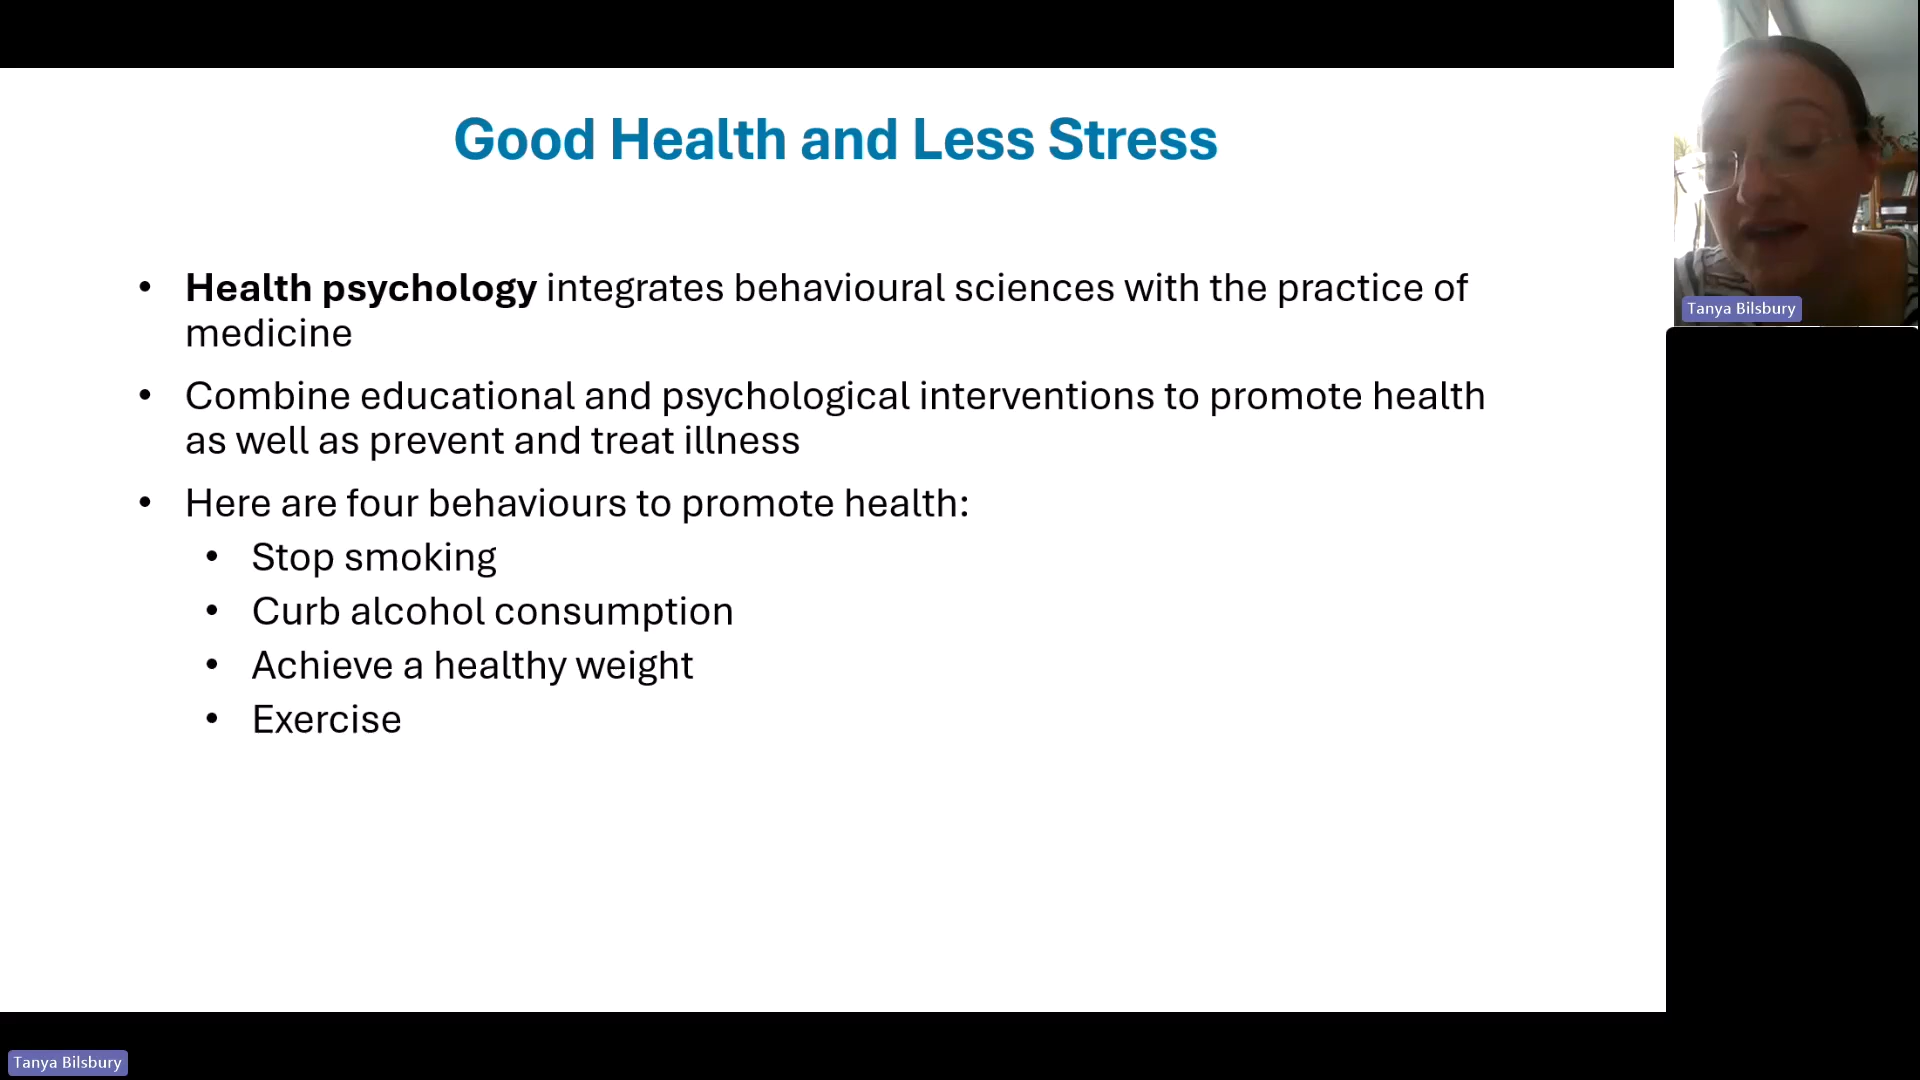 Good Health and Less Stress
• Health psychology integrates behavioural sciences with the practice of
medicine
• Combine educational and psychological interventions to promote health
as well as prevent and treat illness
• Here are four behaviours to promote health:
• Stop smoking
• Curb alcohol consumption
• Achieve a healthy weight
• Exercise
Tanya Bilsbury
Tanya Bilsbury